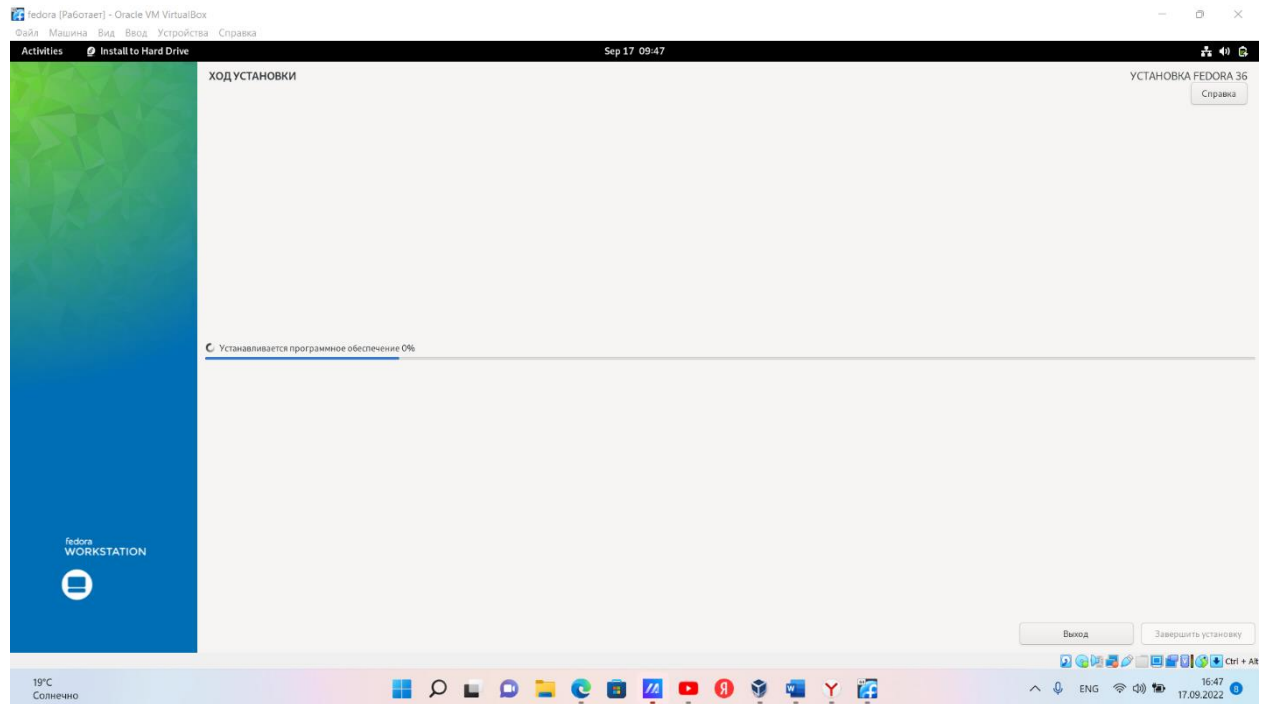 fedora [Работает] - Oracle VM VirtualBox
Файл Машина Вид Ввод Устройства Справка
Activities Install to Hard Drive Sep 17 09:47
ХОД УСТАНОВКИ УСТАНОВКА FEDORA 36
Справка
Устанавливается программное обеспечение 0%
fedora
WORKSTATION
Выход Завершить установку
Ctrl + Alt
19°C
Солнечно
ENG
16:47
17.09.2022
8